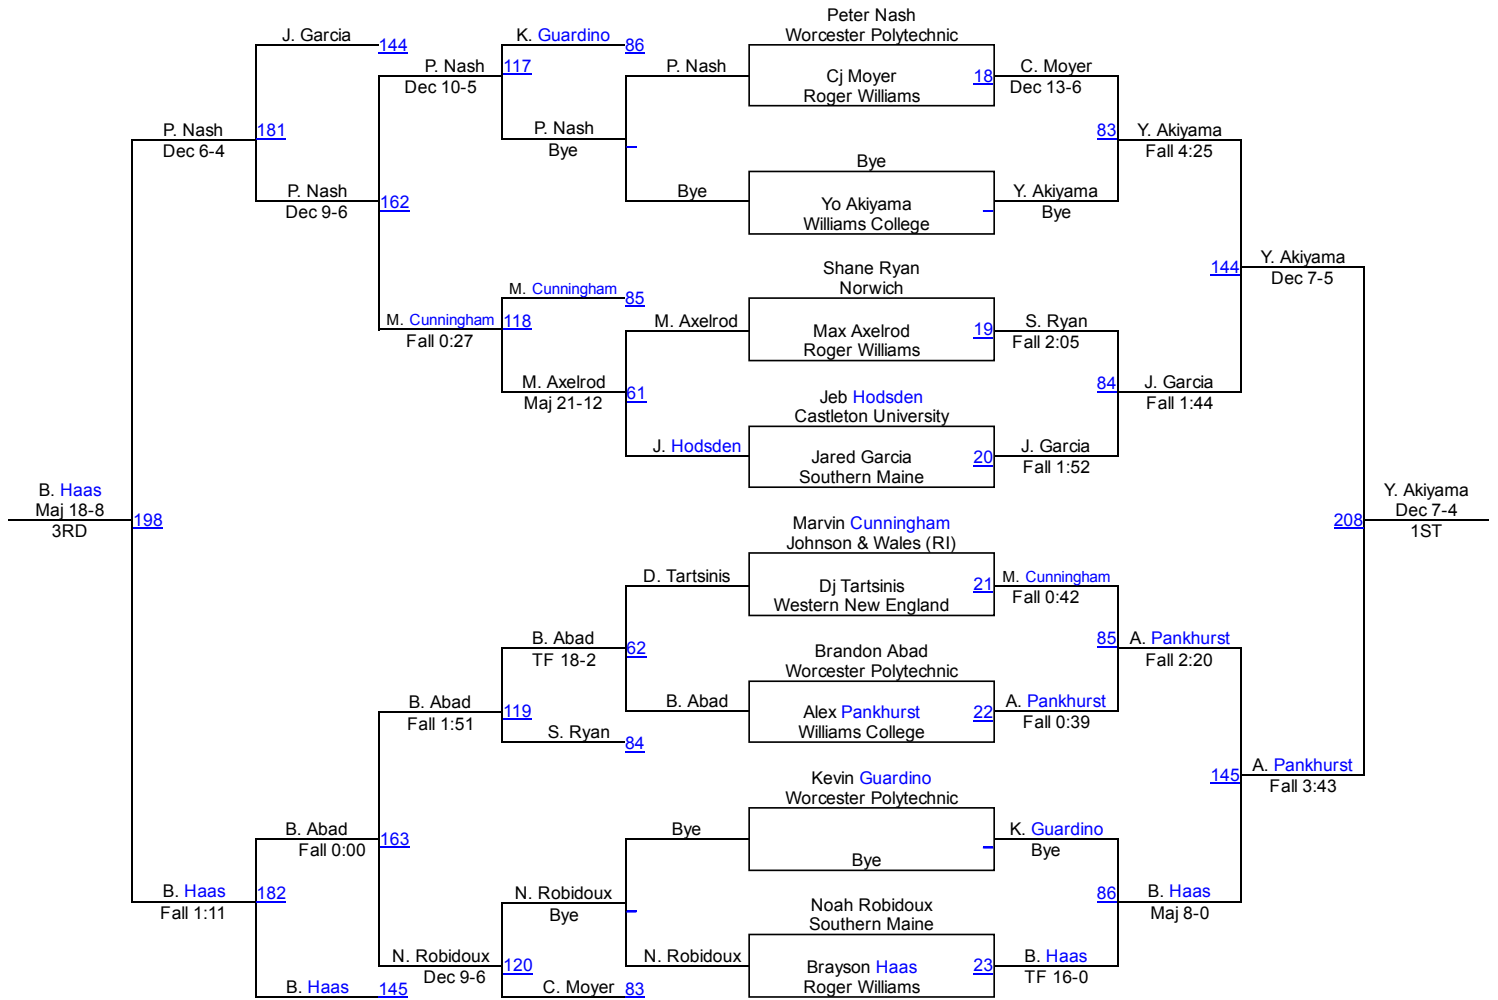 Peter Nash
Worcester Polytechnic
J. Garcia
144
K. Guardino
86
P. Nash
Dec 10-5
117
P. Nash
Cj Moyer
Roger Williams
18
C. Moyer
Dec 13-6
P. Nash
Dec 6-4
181
P. Nash
Bye
83
Y. Akiyama
Fall 4:25
Bye
P. Nash
Dec 9-6
162
Bye
Yo Akiyama
Williams College
Y. Akiyama
Bye
Shane Ryan
Norwich
144
Y. Akiyama
Dec 7-5
M. Cunningham
85
M. Cunningham
Fall 0:27
118
M. Axelrod
Max Axelrod
Roger Williams
19
S. Ryan
Fall 2:05
M. Axelrod
Maj 21-12
61
84
J. Garcia
Fall 1:44
Jeb Hodsden
Castleton University
J. Hodsden
Jared Garcia
Southern Maine
20
J. Garcia
Fall 1:52
B. Haas
Maj 18-8
3RD
198
Marvin Cunningham
Johnson & Wales (RI)
208
Y. Akiyama
Dec 7-4
1ST
D. Tartsinis
Dj Tartsinis
Western New England
21
M. Cunningham
Fall 0:42
B. Abad
TF 18-2
62
Brandon Abad
Worcester Polytechnic
85
A. Pankhurst
Fall 2:20
B. Abad
Fall 1:51
119
B. Abad
Alex Pankhurst
Williams College
22
A. Pankhurst
Fall 0:39
S. Ryan
84
Kevin Guardino
Worcester Polytechnic
145
A. Pankhurst
Fall 3:43
B. Abad
Fall 0:00
163
Bye
Bye
K. Guardino
Bye
B. Haas
Fall 1:11
182
N. Robidoux
Bye
Noah Robidoux
Southern Maine
86
B. Haas
Maj 8-0
N. Robidoux
Dec 9-6
120
N. Robidoux
Brayson Haas
Roger Williams
23
B. Haas
TF 16-0
B. Haas
145
C. Moyer
83